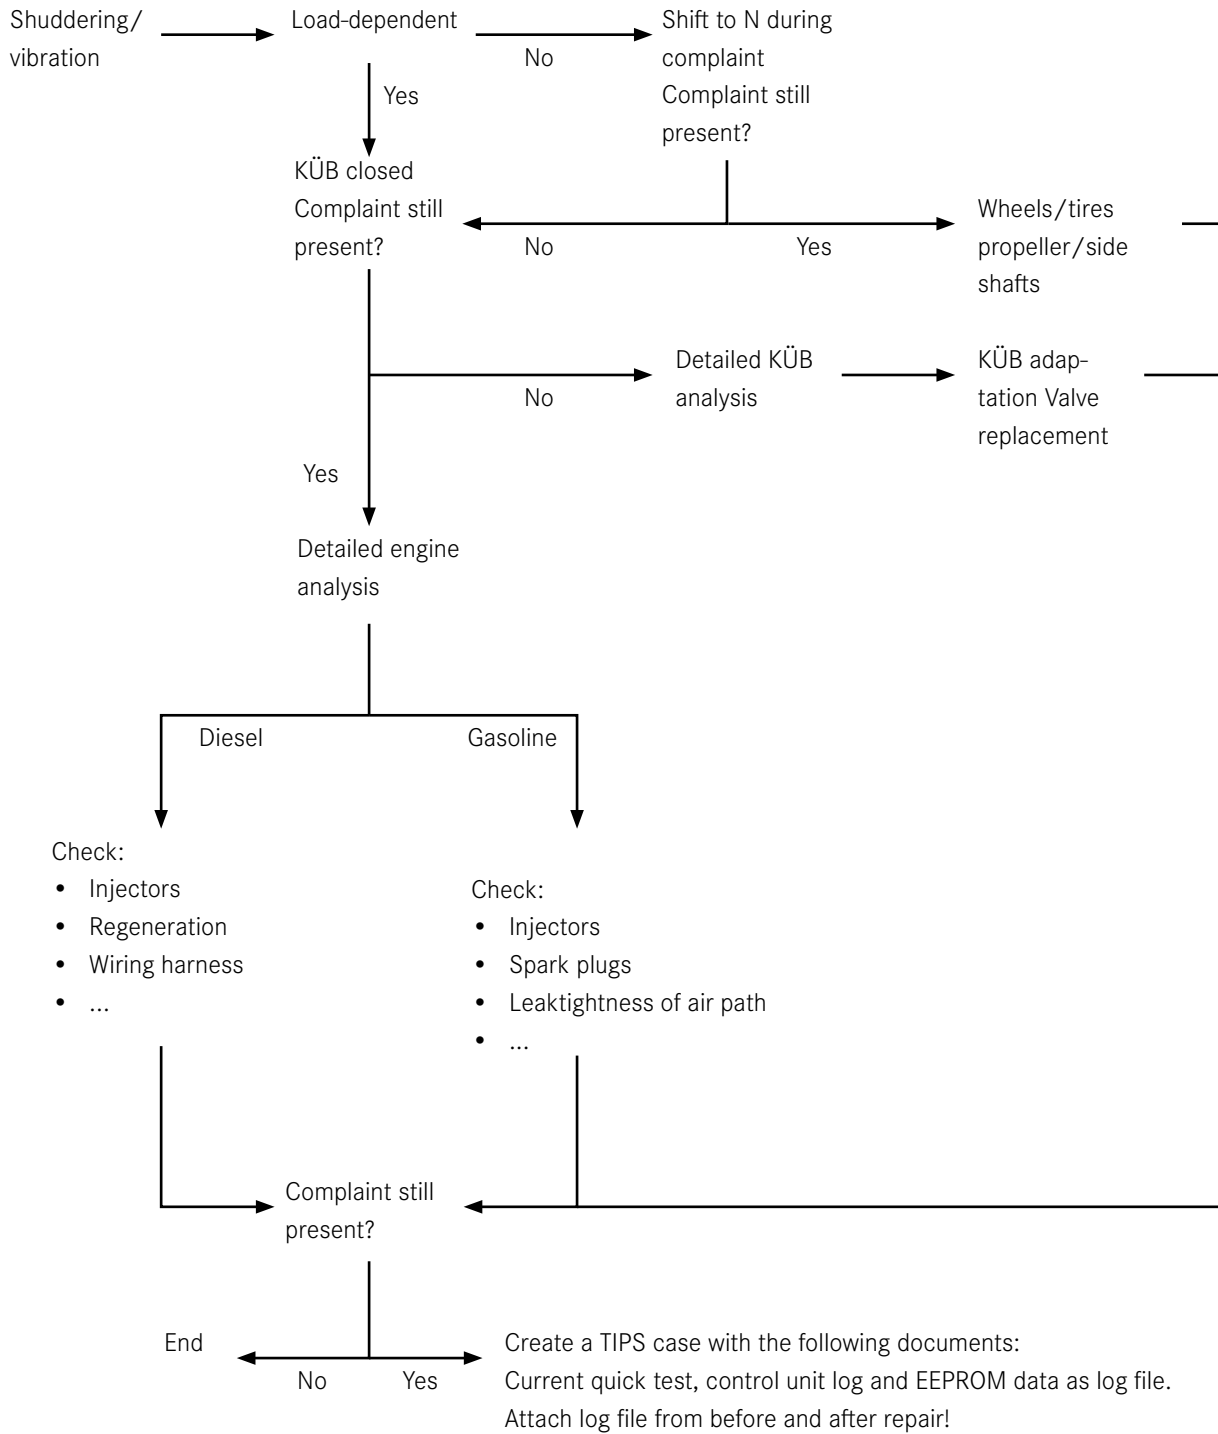 Shuddering/
vibration
Load-dependent
No
Shift to N during
complaint
Complaint still
present?
Yes
KÜB closed
Complaint still
present?
No
Yes
Wheels/tires
propeller/side
shafts
No
Detailed KÜB
analysis
KÜB adap-
tation Valve
replacement
Yes
Detailed engine
analysis
Diesel
Gasoline
Check:
• Injectors
• Regeneration
• Wiring harness
• ...
Check:
• Injectors
• Spark plugs
• Leaktightness of air path
• ...
Complaint still
present?
End
No
Yes
Create a TIPS case with the following documents:
Current quick test, control unit log and EEPROM data as log file.
Attach log file from before and after repair!